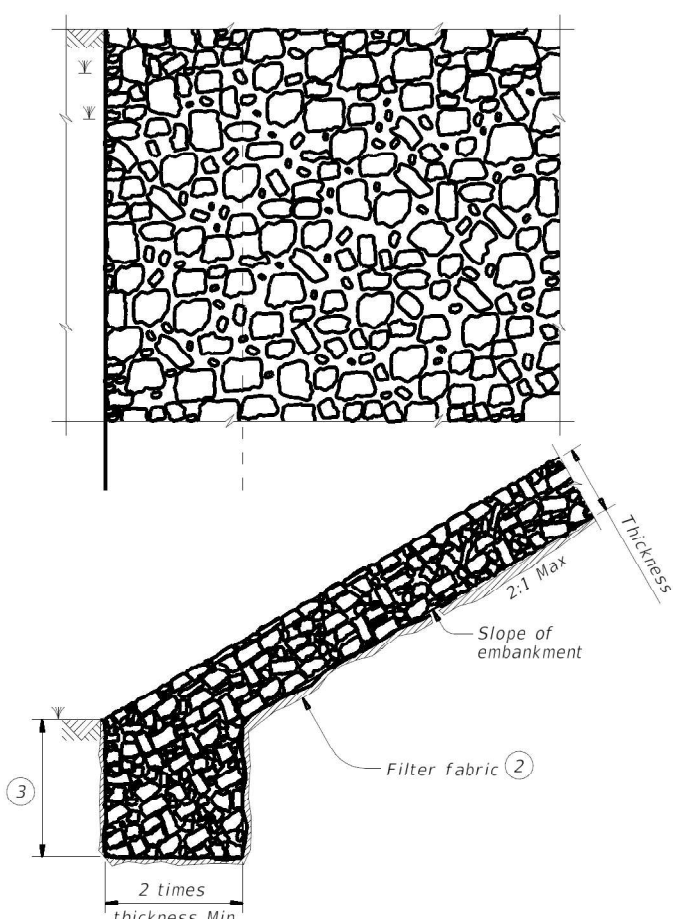 Thickness
2:1 Max
Slope of
embankment
Filter fabric 2
3
2 times
thickness Min